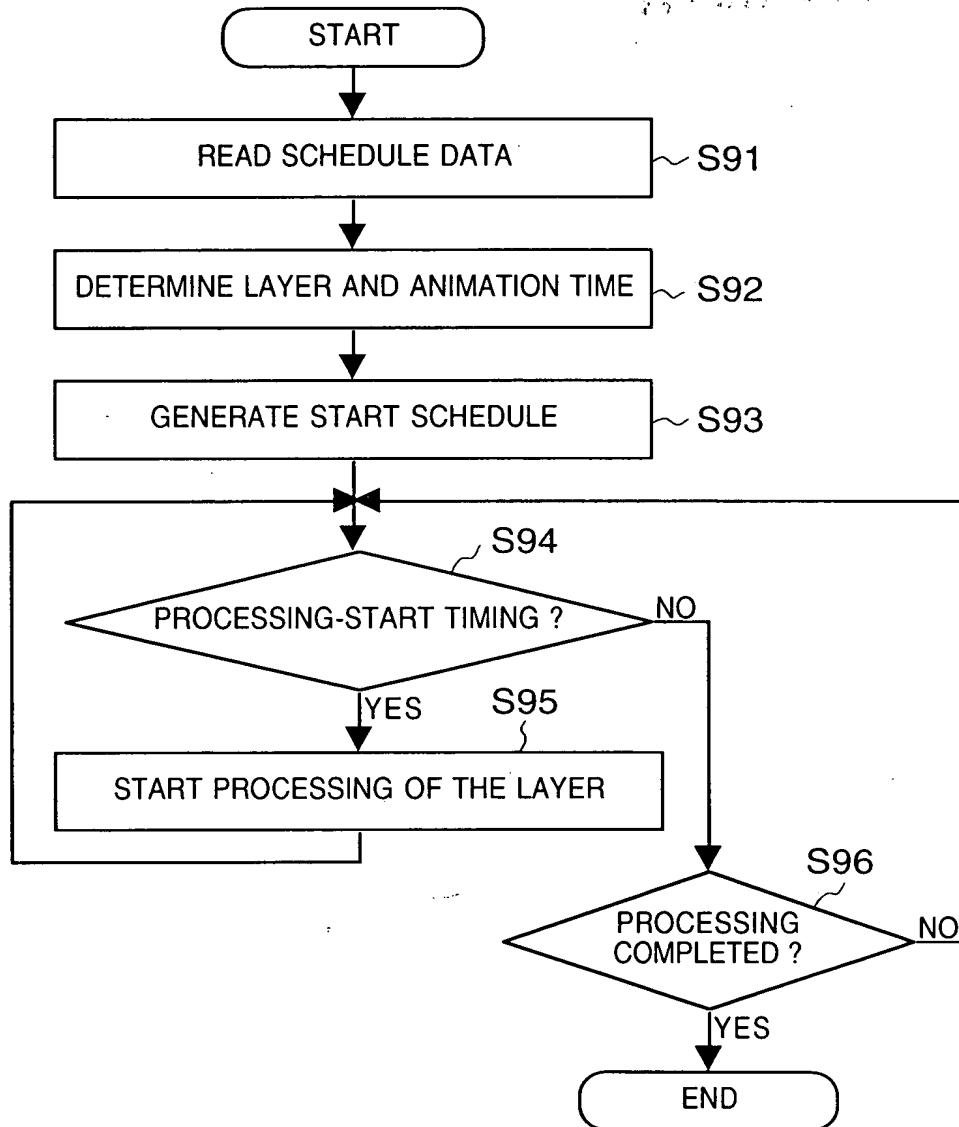 START
READ SCHEDULE DATA
S91
DETERMINE LAYER AND ANIMATION TIME
S92
GENERATE START SCHEDULE
S93
S94
PROCESSING-START TIMING ?
NO
YES
S95
START PROCESSING OF THE LAYER
S96
PROCESSING
COMPLETED ?
NO
YES
END